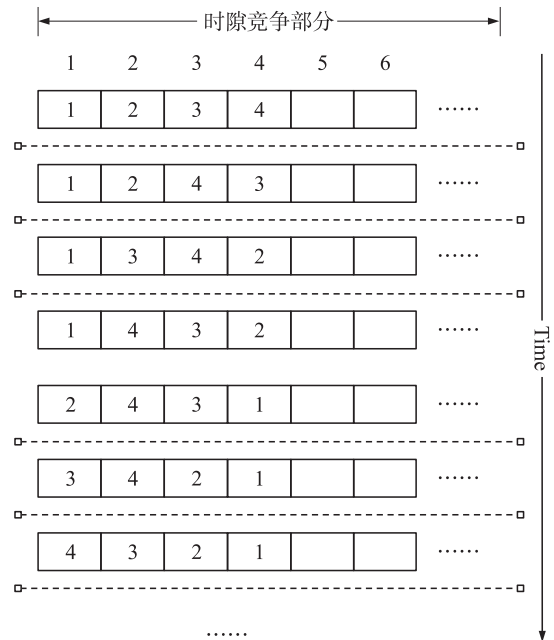 时隙竞争部分
1 2 3 4 5 6
1 2 3 4 ……
1 2 4 3 ……
1 3 4 2 ……
1 4 3 2 ……
2 4 3 1 ……
3 4 2 1 ……
4 3 2 1 ……
……
Time